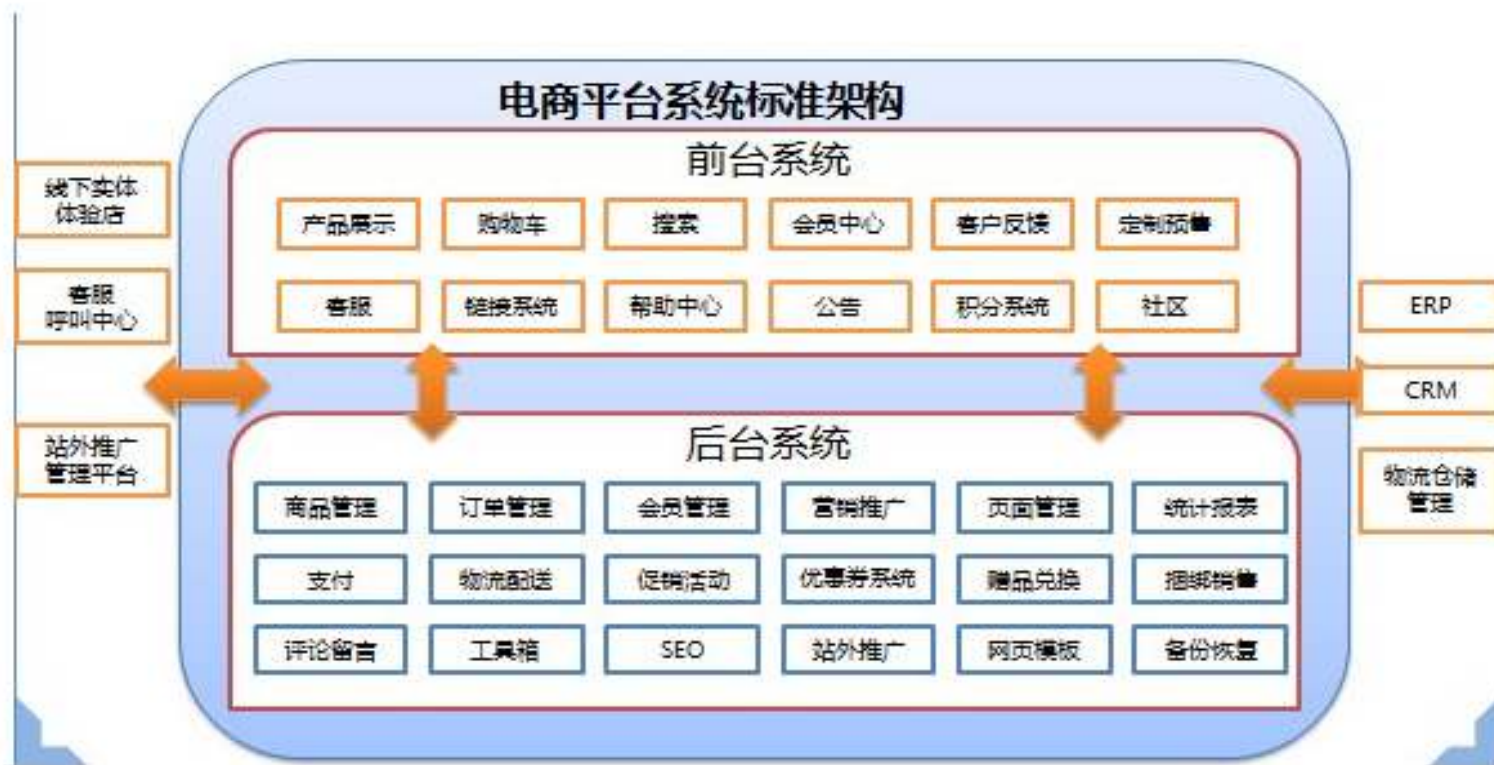 电商平台系统标准架构
前台系统
线下实体
体验店
产品展示
购物车
搜索
会员中心
客户反馈
定制预售
客服
呼叫中心
客服
链接系统
帮助中心
公告
积分系统
社区
ERP
CRM
站外推广
管理平台
后台系统
物流仓储
管理
商品管理
订单管理
会员管理
营销推广
页面管理
统计报表
支付
物流配送
促销活动
优惠券系统
赠品兑换
捆绑销售
评论留言
工具箱
SEO
站外推广
网页模板
备份恢复